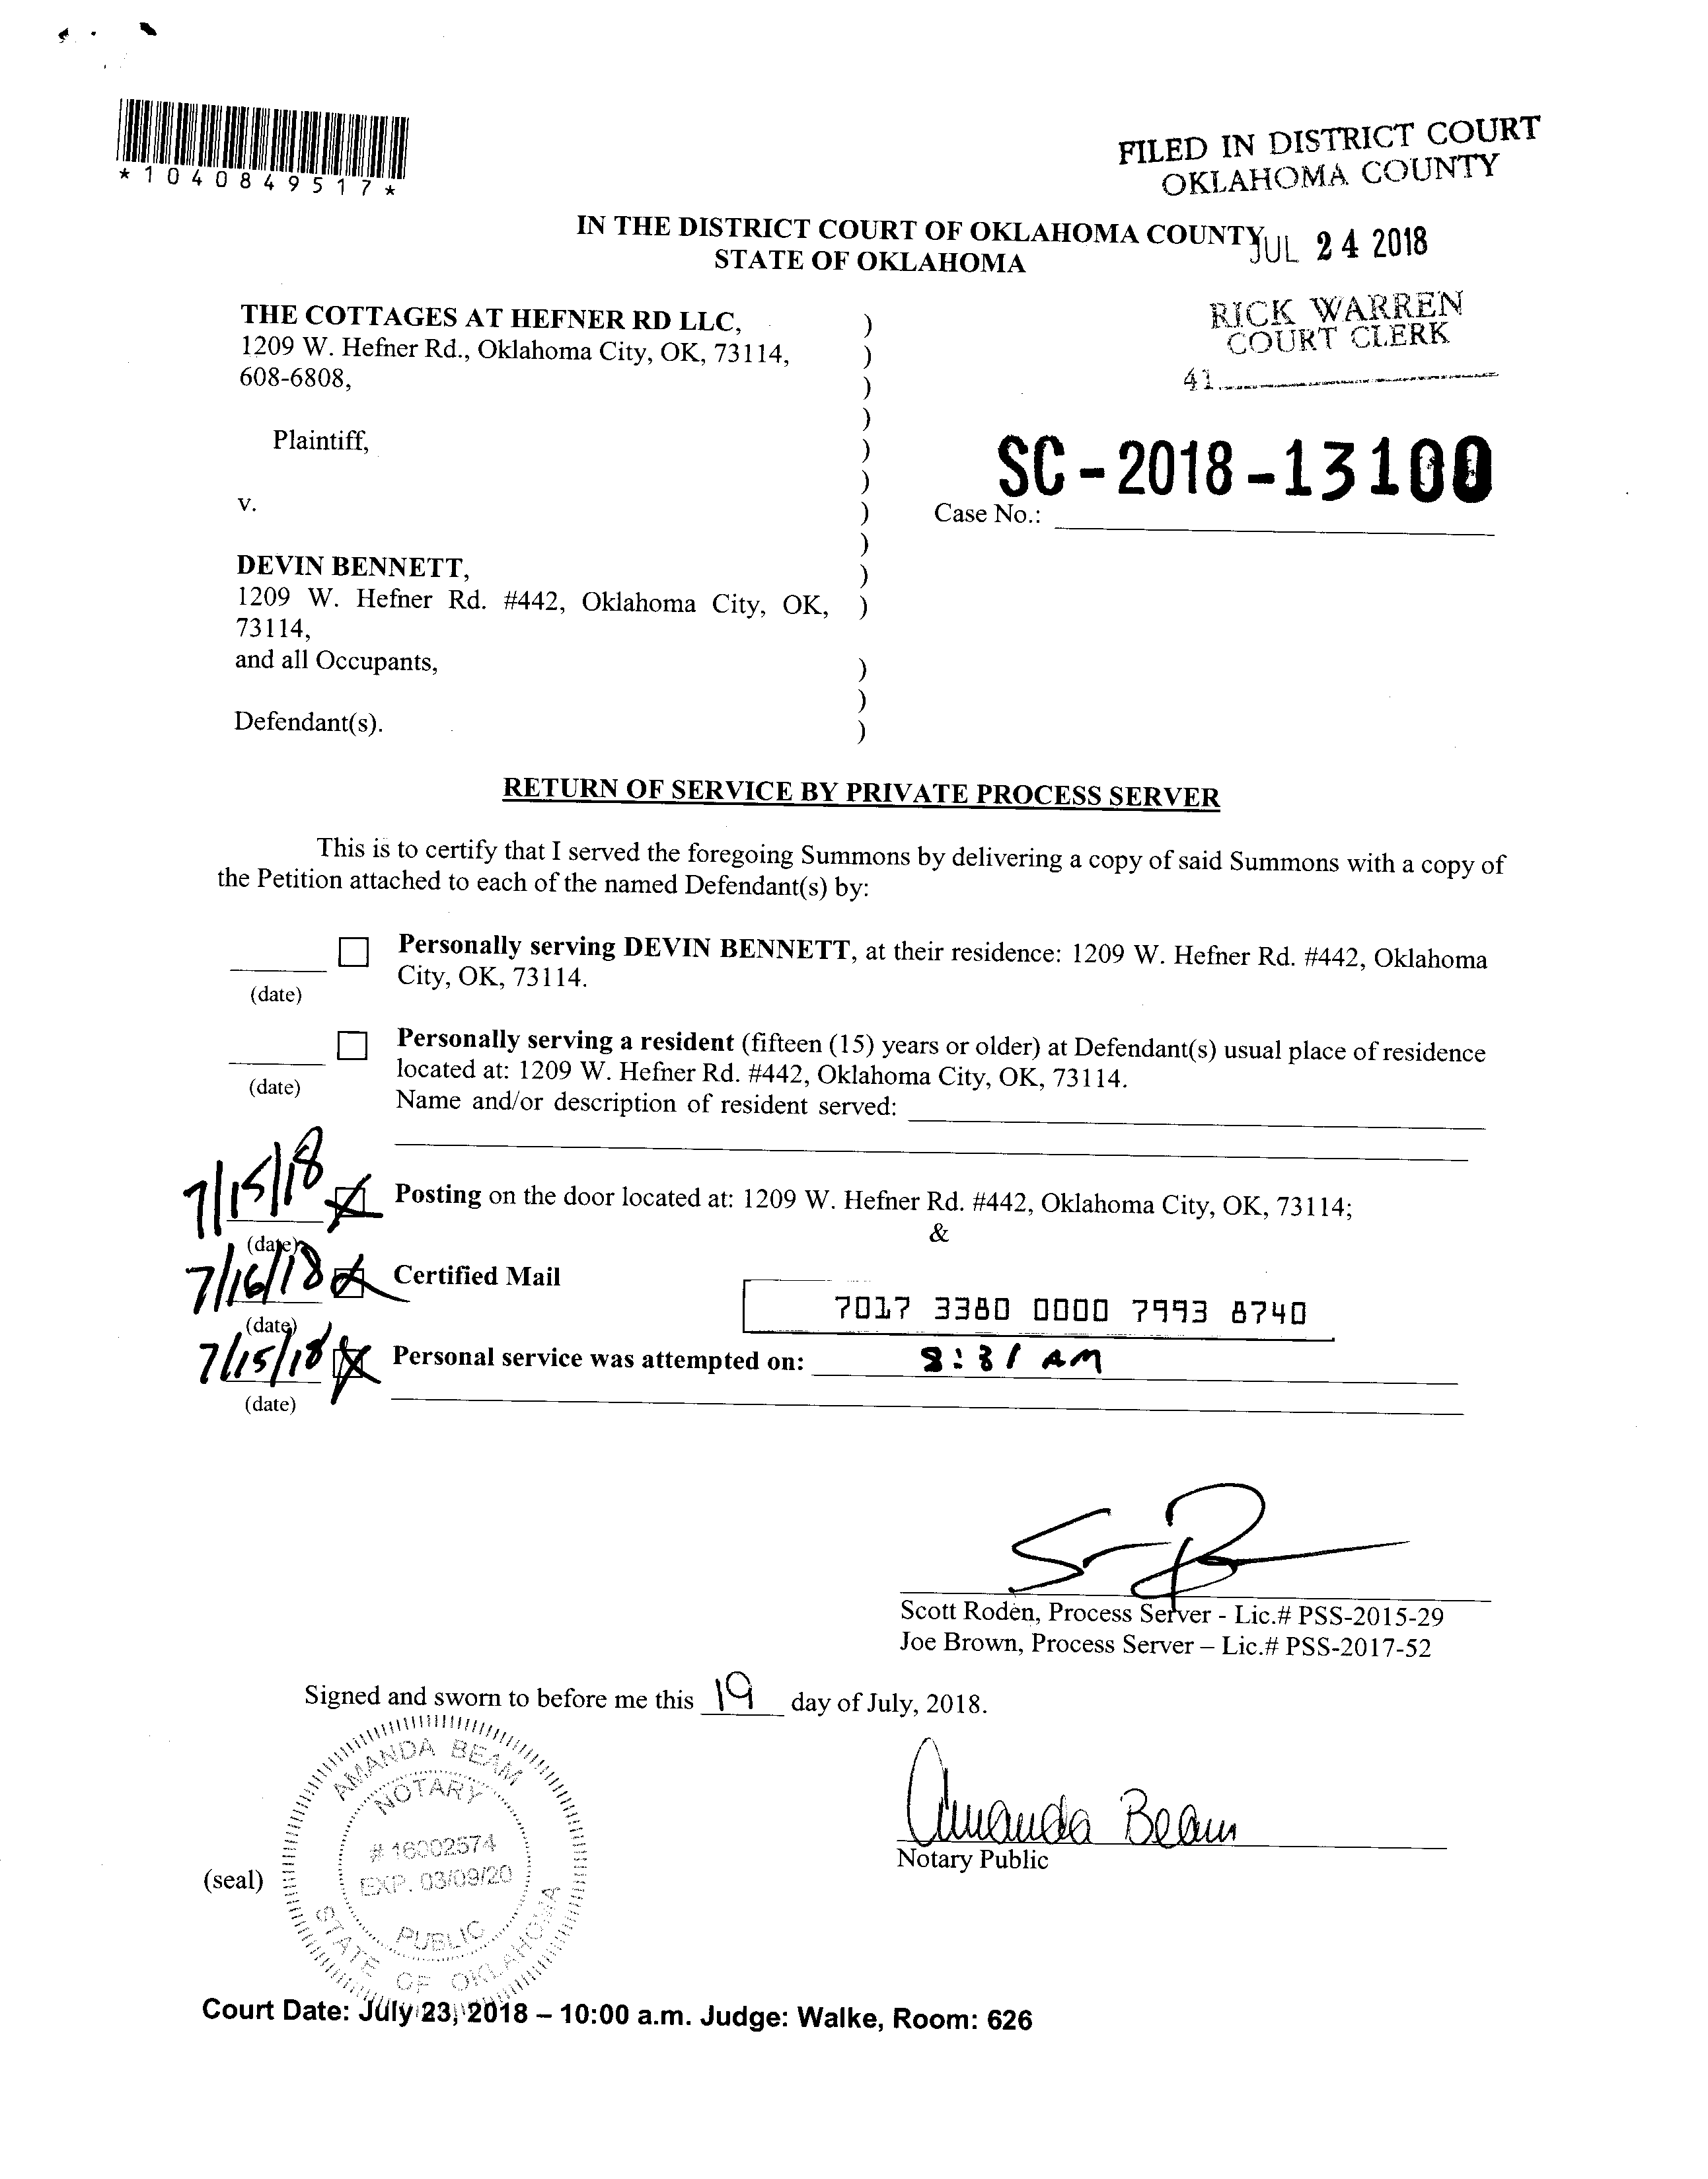 *1040849517*
FILED IN DISTRICT COURT
OKLAHOMA COUNTY
IN THE DISTRICT COURT OF OKLAHOMA COUNTY
JUL 24 2018
STATE OF OKLAHOMA
THE COTTAGES AT HEFNER RD LLC, )
1209 W. Hefner Rd., Oklahoma City, OK, 73114, )
608-6808, )
)
RICK WARREN
COURT CLERK
41
Plaintiff, )
)
SC-2018-13100
v. )
Case No.:
)
DEVIN BENNETT, )
1209 W. Hefner Rd. #442, Oklahoma City, OK, )
73114,
and all Occupants, )
)
Defendant(s). )
RETURN OF SERVICE BY PRIVATE PROCESS SERVER
This is to certify that I served the foregoing Summons by delivering a copy of said Summons with a copy of
the Petition attached to each of the named Defendant(s) by:
Personally serving DEVIN BENNETT, at their residence: 1209 W. Hefner Rd. #442, Oklahoma
City, OK, 73114.
(date)
Personally serving a resident (fifteen (15) years or older) at Defendant(s) usual place of residence
located at: 1209 W. Hefner Rd. #442, Oklahoma City, OK, 73114.
(date)
Name and/or description of resident served:
7/15/18 Posting on the door located at: 1209 W. Hefner Rd. #442, Oklahoma City, OK, 73114;
&
(date)
7/16/18 Certified Mail
7017 3380 0000 7993 8740
(date)
7/15/18 Personal service was attempted on: 8:31 AM
(date)
Scott Roden, Process Server - Lic.# PSS-2015-29
Joe Brown, Process Server – Lic.# PSS-2017-52
Signed and sworn to before me this 19 day of July, 2018.
AMANDA BEAM
NOTARY
# 16002574
EXP. 03/09/20
PUBLIC
STATE OF OKLAHOMA
(seal)
Amanda Beam
Notary Public
Court Date: July 23, 2018 – 10:00 a.m. Judge: Walke, Room: 626